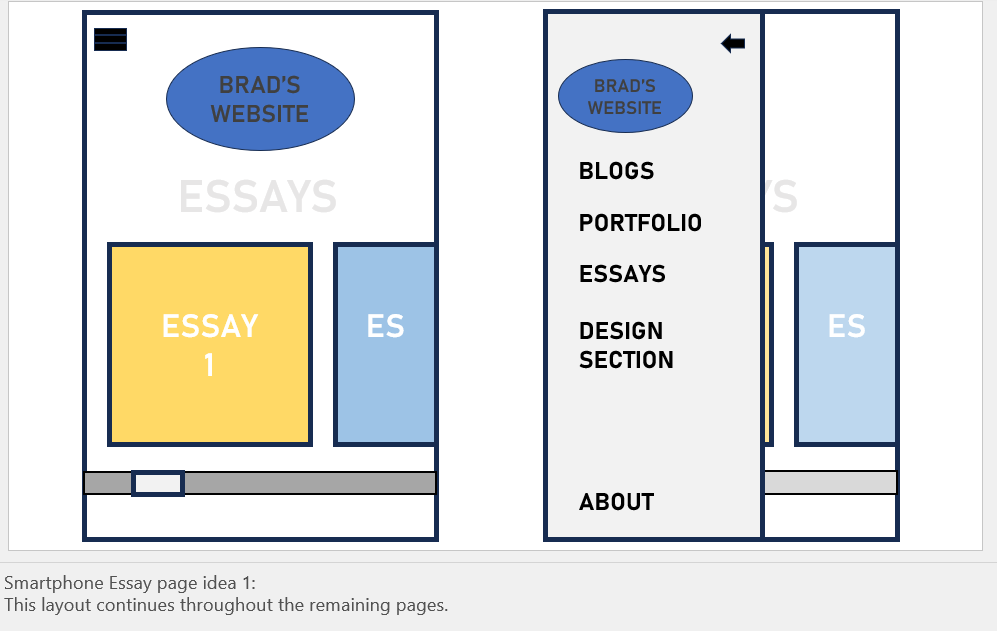 BRAD'S
WEBSITE
ESSAYS
ESSAY
1
ES
BRAD'S
WEBSITE
BLOGS
PORTFOLIO
ESSAYS
DESIGN
SECTION
ABOUT
YS
ES
Smartphone Essay page idea 1:
This layout continues throughout the remaining pages.